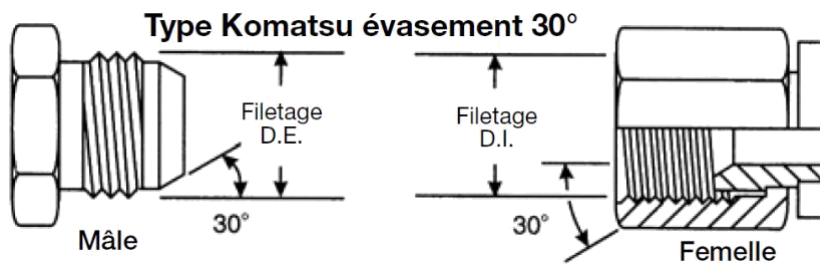 Type Komatsu évasement 30°
Filetage
D.E.
30°
Mâle
Filetage
D.I.
30°
Femelle